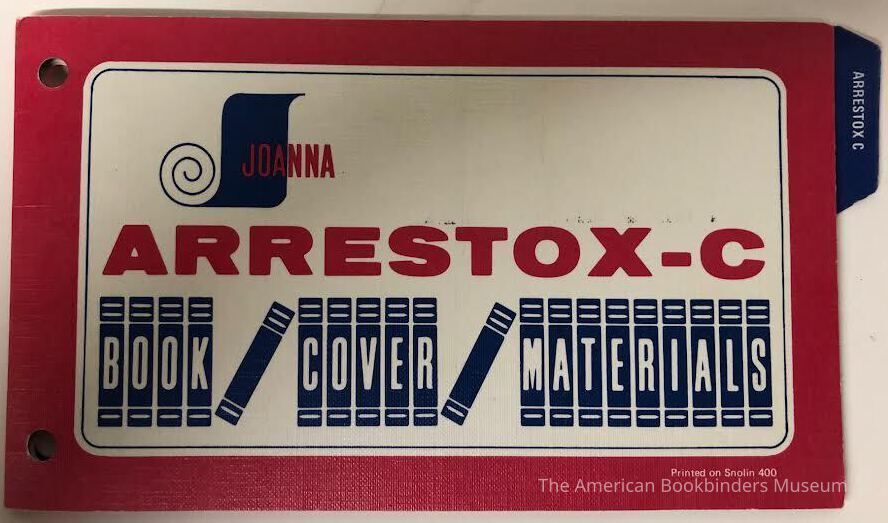 JOANNA
ARRESTOX-C
BOOK COVER MATERIALS
ARRESTOX C
Printed on Snolin 400
The American Bookbinders Museum